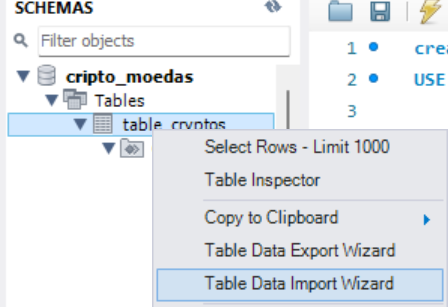 SCHEMAS
Filter objects
cripto_moedas
Tables
table_cryptos
Select Rows - Limit 1000
Table Inspector
Copy to Clipboard
Table Data Export Wizard
Table Data Import Wizard
1
2 USE
3